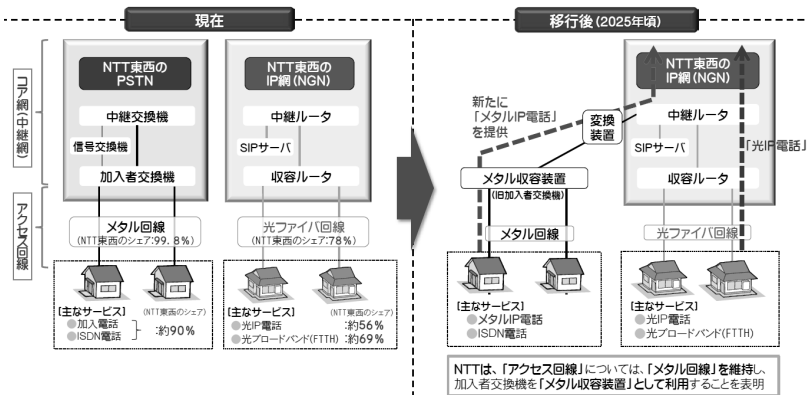 現在
コア網(中継網)
アクセス回線
NTT東西の
PSTN
中継交換機
信号交換機
加入者交換機
メタル回線
(NTT東西のシェア:99.8%)
[主なサービス]
(NTT東西のシェア)
●加入電話
●ISDN電話
:約90%
NTT東西の
IP網(NGN)
中継ルータ
SIPサーバ
収容ルータ
光ファイバ回線
(NTT東西のシェア:78%)
[主なサービス]
(NTT東西のシェア)
●光IP電話 :約56%
●光ブロードバンド(FTTH) :約69%
移行後(2025年頃)
新たに
「メタルIP電話」
を提供
変換
装置
メタル収容装置
(旧加入者交換機)
メタル回線
[主なサービス]
●メタルIP電話
●ISDN電話
NTT東西の
IP網(NGN)
中継ルータ
SIPサーバ
収容ルータ
「光IP電話」
光ファイバ回線
[主なサービス]
●光IP電話
●光ブロードバンド(FTTH)
NTTは、「アクセス回線」については、「メタル回線」を維持し、
加入者交換機を「メタル収容装置」として利用することを表明